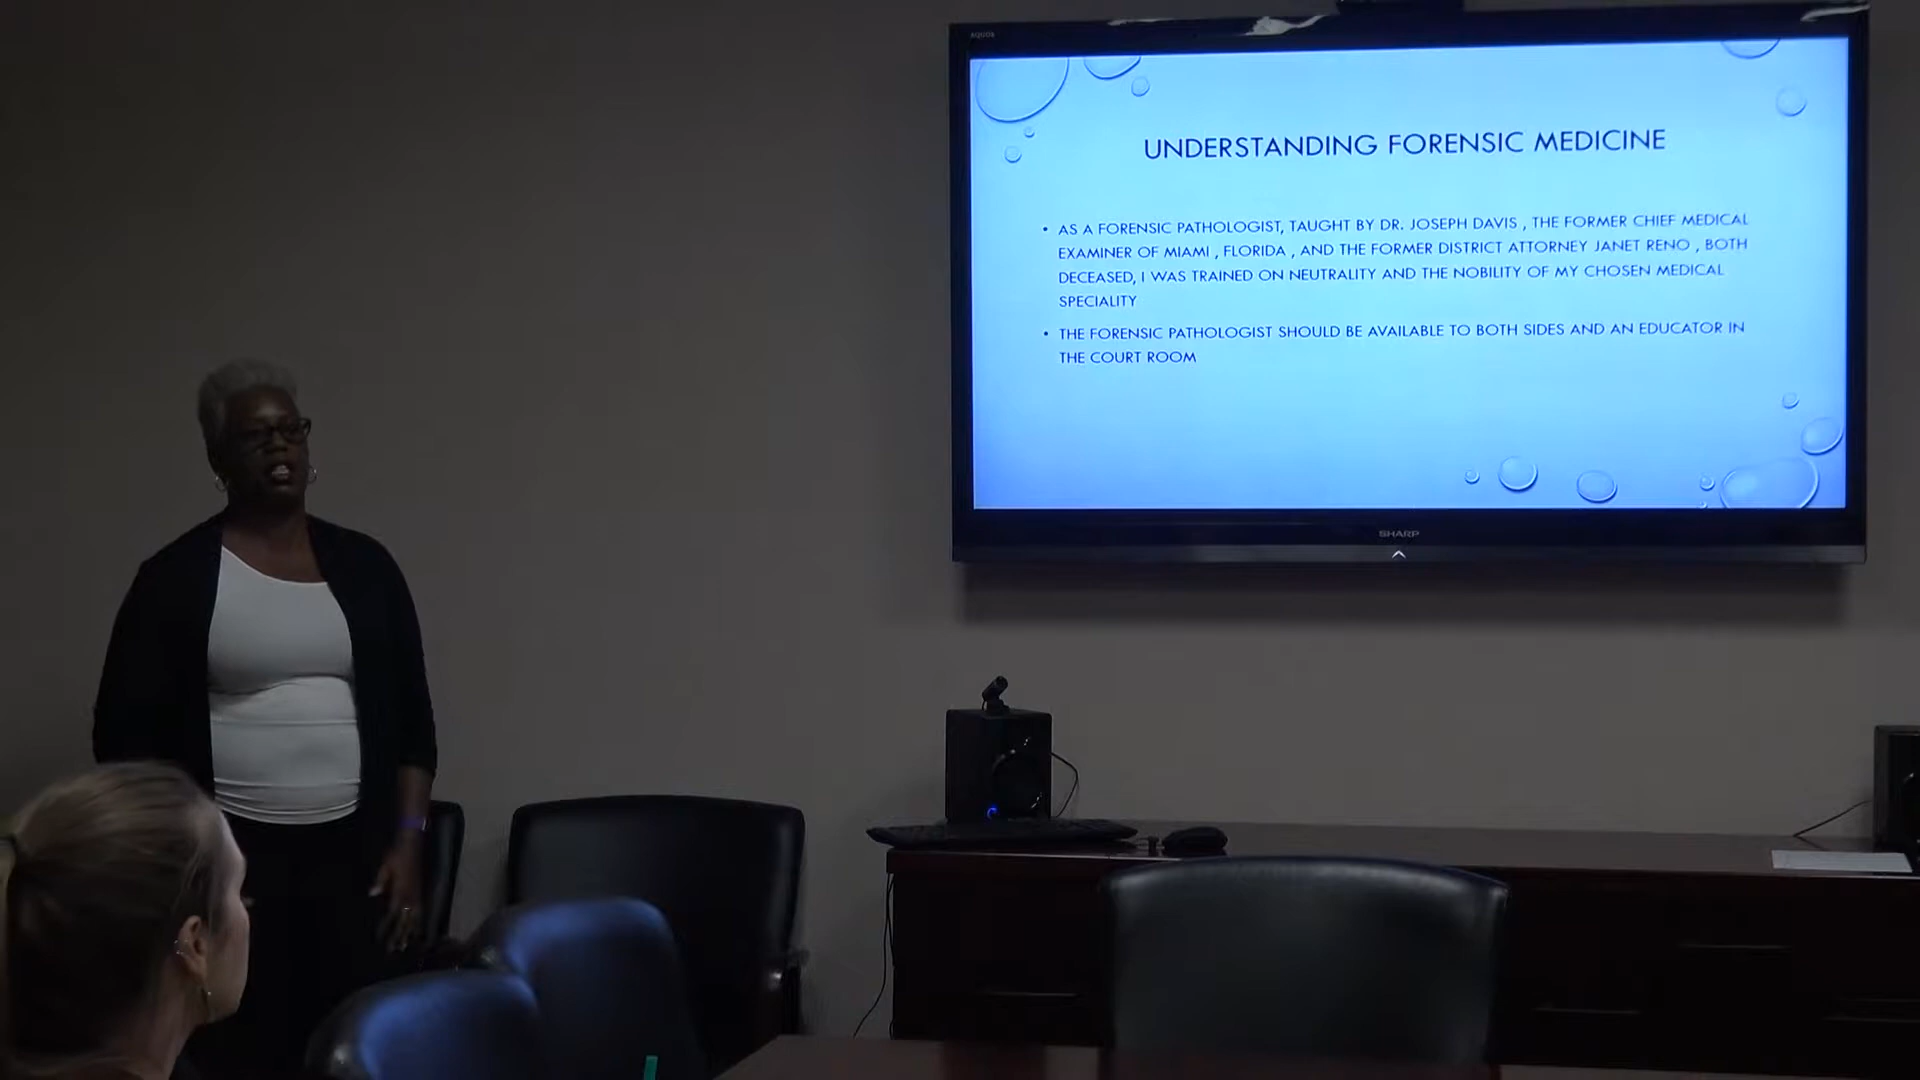 AQUOS
UNDERSTANDING FORENSIC MEDICINE
• AS A FORENSIC PATHOLOGIST, TAUGHT BY DR. JOSEPH DAVIS , THE FORMER CHIEF MEDICAL
EXAMINER OF MIAMI , FLORIDA , AND THE FORMER DISTRICT ATTORNEY JANET RENO , BOTH
DECEASED, I WAS TRAINED ON NEUTRALITY AND THE NOBILITY OF MY CHOSEN MEDICAL
SPECIALITY
• THE FORENSIC PATHOLOGIST SHOULD BE AVAILABLE TO BOTH SIDES AND AN EDUCATOR IN
THE COURT ROOM
SHARP